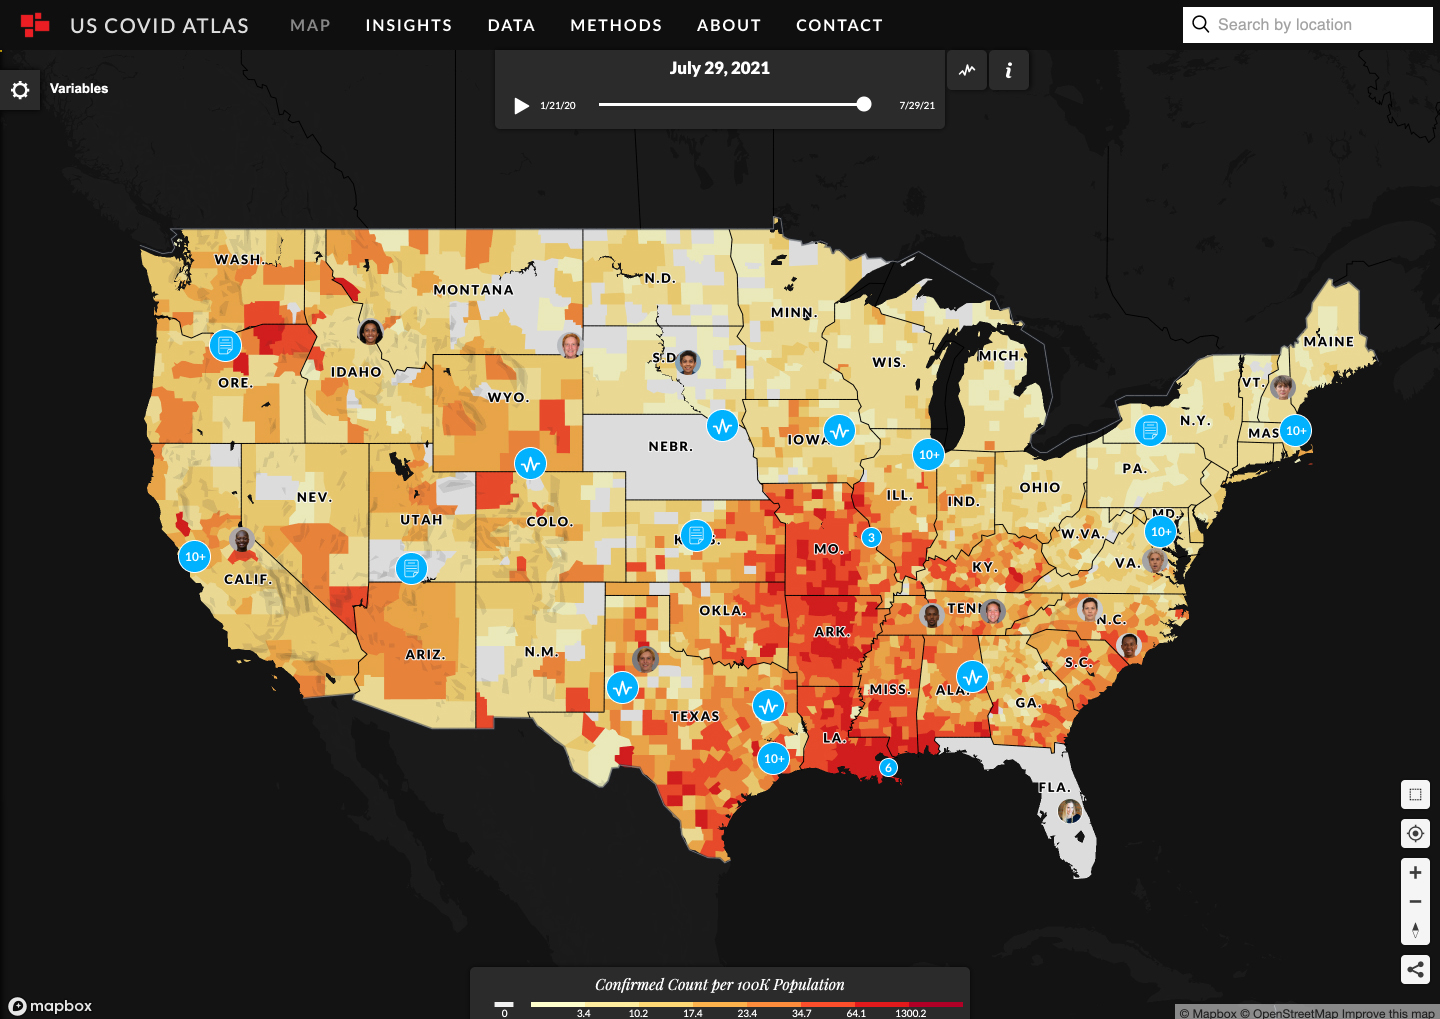 US COVID ATLAS MAP INSIGHTS DATA METHODS ABOUT CONTACT Search by location
July 29, 2021
Variables
1/21/20 7/29/21
WASH.
N.D.
MONTANA
MINN.
MAINE
S.D.
MICH.
WIS.
IDAHO
ORE.
VT.
WYO.
N.Y.
IOWA
MAS
10+
NEBR.
10+
PA.
OHIO
NEV.
ILL.
IND.
MD.
UTAH
COLO.
10+
W.VA.
3
MO.
10+
VA.
KY.
CALIF.
OKLA.
TENN
N.C.
ARK.
ARIZ.
N.M.
S.C.
MISS.
ALA.
GA.
TEXAS
LA.
10+
6
FLA.
Confirmed Count per 100K Population
0 3.4 10.2 17.4 23.4 34.7 64.1 1300.2
mapbox
© Mapbox © OpenStreetMap Improve this map